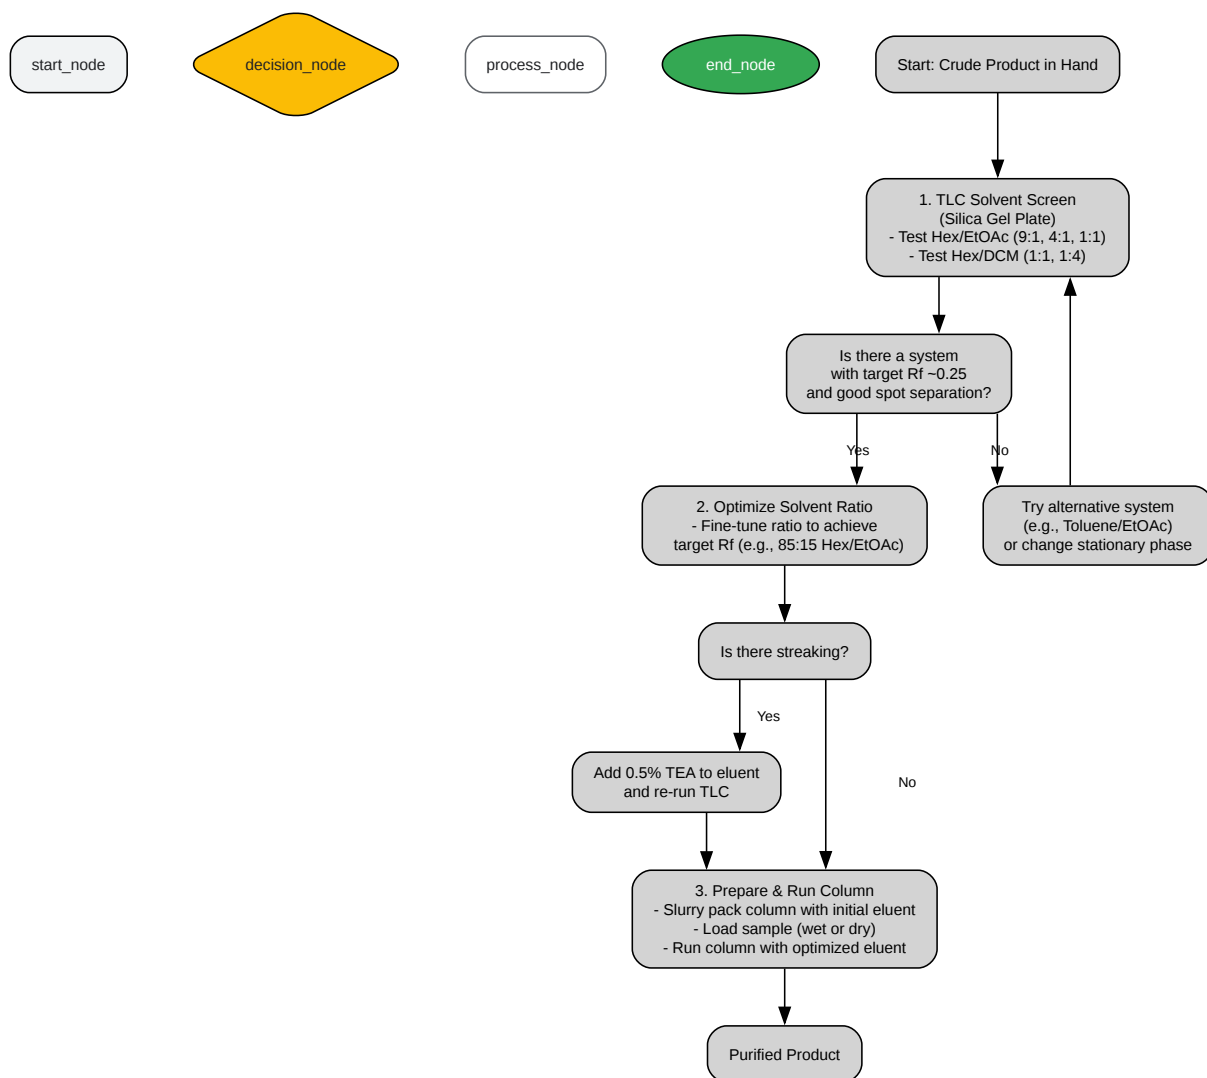 start_node
decision_node
process_node
end_node
Start: Crude Product in Hand
1. TLC Solvent Screen
(Silica Gel Plate)
- Test Hex/EtOAc (9:1, 4:1, 1:1)
- Test Hex/DCM (1:1, 1:4)
Is there a system
with target Rf ~0.25
and good spot separation?
Yes
No
2. Optimize Solvent Ratio
- Fine-tune ratio to achieve
target Rf (e.g., 85:15 Hex/EtOAc)
Try alternative system
(e.g., Toluene/EtOAc)
or change stationary phase
Is there streaking?
Yes
Add 0.5% TEA to eluent
and re-run TLC
No
3. Prepare & Run Column
- Slurry pack column with initial eluent
- Load sample (wet or dry)
- Run column with optimized eluent
Purified Product